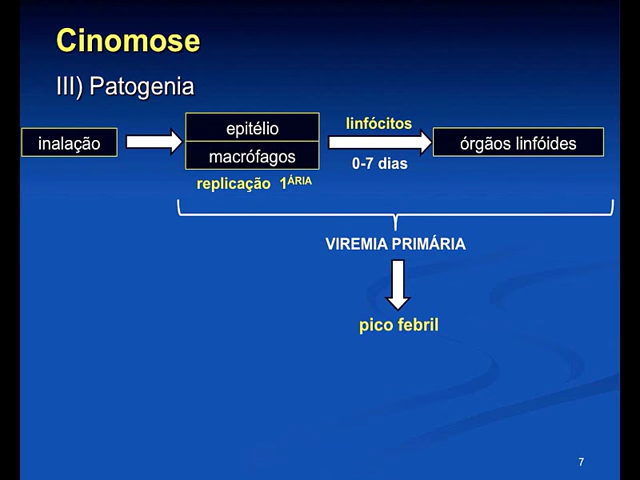 Cinomose
III) Patogenia
inalação
epitélio
macrófagos
replicação 1ÁRIA
linfócitos
0-7 dias
órgãos linfóides
VIREMIA PRIMÁRIA
pico febril
7